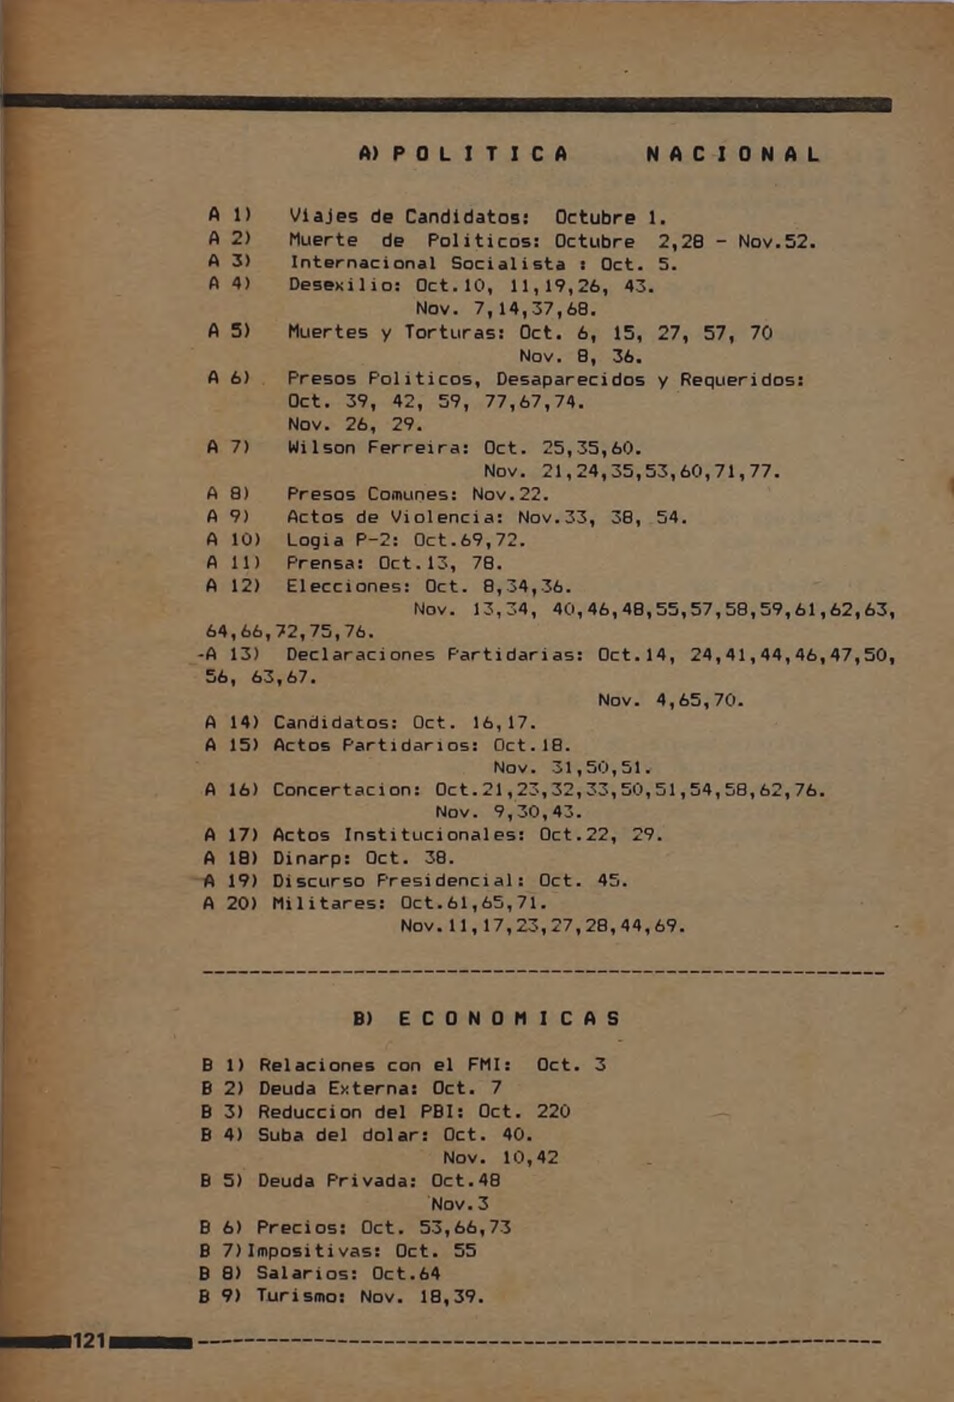 A) P O L I T I C A   N A C I O N A L
A 1) Viajes de Candidatos: Octubre 1.
A 2) Muerte de Politicos: Octubre 2,28 - Nov.52.
A 3) Internacional Socialista : Oct. 5.
A 4) Desexilio: Oct.10, 11,19,26, 43.
Nov. 7,14,37,68.
A 5) Muertes y Torturas: Oct. 6, 15, 27, 57, 70
Nov. 8, 36.
A 6) Presos Politicos, Desaparecidos y Requeridos:
Oct. 39, 42, 59, 77,67,74.
Nov. 26, 29.
A 7) Wilson Ferreira: Oct. 25,35,60.
Nov. 21,24,35,53,60,71,77.
A 8) Presos Comunes: Nov.22.
A 9) Actos de Violencia: Nov.33, 38, 54.
A 10) Logia P-2: Oct.69,72.
A 11) Prensa: Oct.13, 78.
A 12) Elecciones: Oct. 8,34,36.
Nov. 13,34, 40,46,48,55,57,58,59,61,62,63,
64,66,72,75,76.
-A 13) Declaraciones Partidarias: Oct.14, 24,41,44,46,47,50,
56, 63,67.
Nov. 4,65,70.
A 14) Candidatos: Oct. 16,17.
A 15) Actos Partidarios: Oct.18.
Nov. 31,50,51.
A 16) Concertacion: Oct.21,23,32,33,50,51,54,58,62,76.
Nov. 9,30,43.
A 17) Actos Institucionales: Oct.22, 29.
A 18) Dinarp: Oct. 38.
A 19) Discurso Presidencial: Oct. 45.
A 20) Militares: Oct.61,65,71.
Nov.11,17,23,27,28,44,69.
B) E C O N O M I C A S
B 1) Relaciones con el FMI: Oct. 3
B 2) Deuda Externa: Oct. 7
B 3) Reduccion del PBI: Oct. 220
B 4) Suba del dolar: Oct. 40.
Nov. 10,42
B 5) Deuda Privada: Oct.48
Nov.3
B 6) Precios: Oct. 53,66,73
B 7)Impositivas: Oct. 55
B 8) Salarios: Oct.64
B 9) Turismo: Nov. 18,39.
121